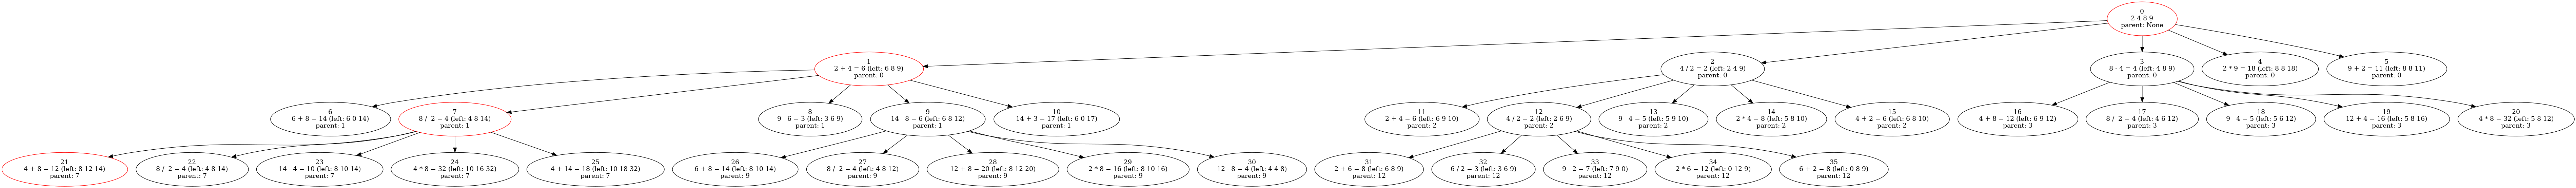 0
2 4 8 9
parent: None
1
2 + 4 = 6 (left: 6 8 9)
parent: 0
2
4 / 2 = 2 (left: 2 4 9)
parent: 0
3
8 - 4 = 4 (left: 4 8 9)
parent: 0
4
2 * 9 = 18 (left: 8 8 18)
parent: 0
5
9 + 2 = 11 (left: 8 8 11)
parent: 0
6
6 + 8 = 14 (left: 6 0 14)
parent: 1
7
8 / 2 = 4 (left: 4 8 14)
parent: 1
8
9 - 6 = 3 (left: 3 6 9)
parent: 1
9
14 - 8 = 6 (left: 6 8 12)
parent: 1
10
14 + 3 = 17 (left: 6 0 17)
parent: 1
11
2 + 4 = 6 (left: 6 9 10)
parent: 2
12
4 / 2 = 2 (left: 2 6 9)
parent: 2
13
9 - 4 = 5 (left: 5 9 10)
parent: 2
14
2 * 4 = 8 (left: 5 8 10)
parent: 2
15
4 + 2 = 6 (left: 6 8 10)
parent: 2
16
4 + 8 = 12 (left: 6 9 12)
parent: 3
17
8 / 2 = 4 (left: 4 6 12)
parent: 3
18
9 - 4 = 5 (left: 5 6 12)
parent: 3
19
12 + 4 = 16 (left: 5 8 16)
parent: 3
20
4 * 8 = 32 (left: 5 8 12)
parent: 3
21
4 + 8 = 12 (left: 8 12 14)
parent: 7
22
8 / 2 = 4 (left: 4 8 14)
parent: 7
23
14 - 4 = 10 (left: 8 10 14)
parent: 7
24
4 * 8 = 32 (left: 10 16 32)
parent: 7
25
4 + 14 = 18 (left: 10 18 32)
parent: 7
26
6 + 8 = 14 (left: 8 10 14)
parent: 9
27
8 / 2 = 4 (left: 4 8 12)
parent: 9
28
12 + 8 = 20 (left: 8 12 20)
parent: 9
29
2 * 8 = 16 (left: 8 10 16)
parent: 9
30
12 - 8 = 4 (left: 4 4 8)
parent: 9
31
2 + 6 = 8 (left: 6 8 9)
parent: 12
32
6 / 2 = 3 (left: 3 6 9)
parent: 12
33
9 - 2 = 7 (left: 7 9 0)
parent: 12
34
2 * 6 = 12 (left: 0 12 9)
parent: 12
35
6 + 2 = 8 (left: 0 8 9)
parent: 12